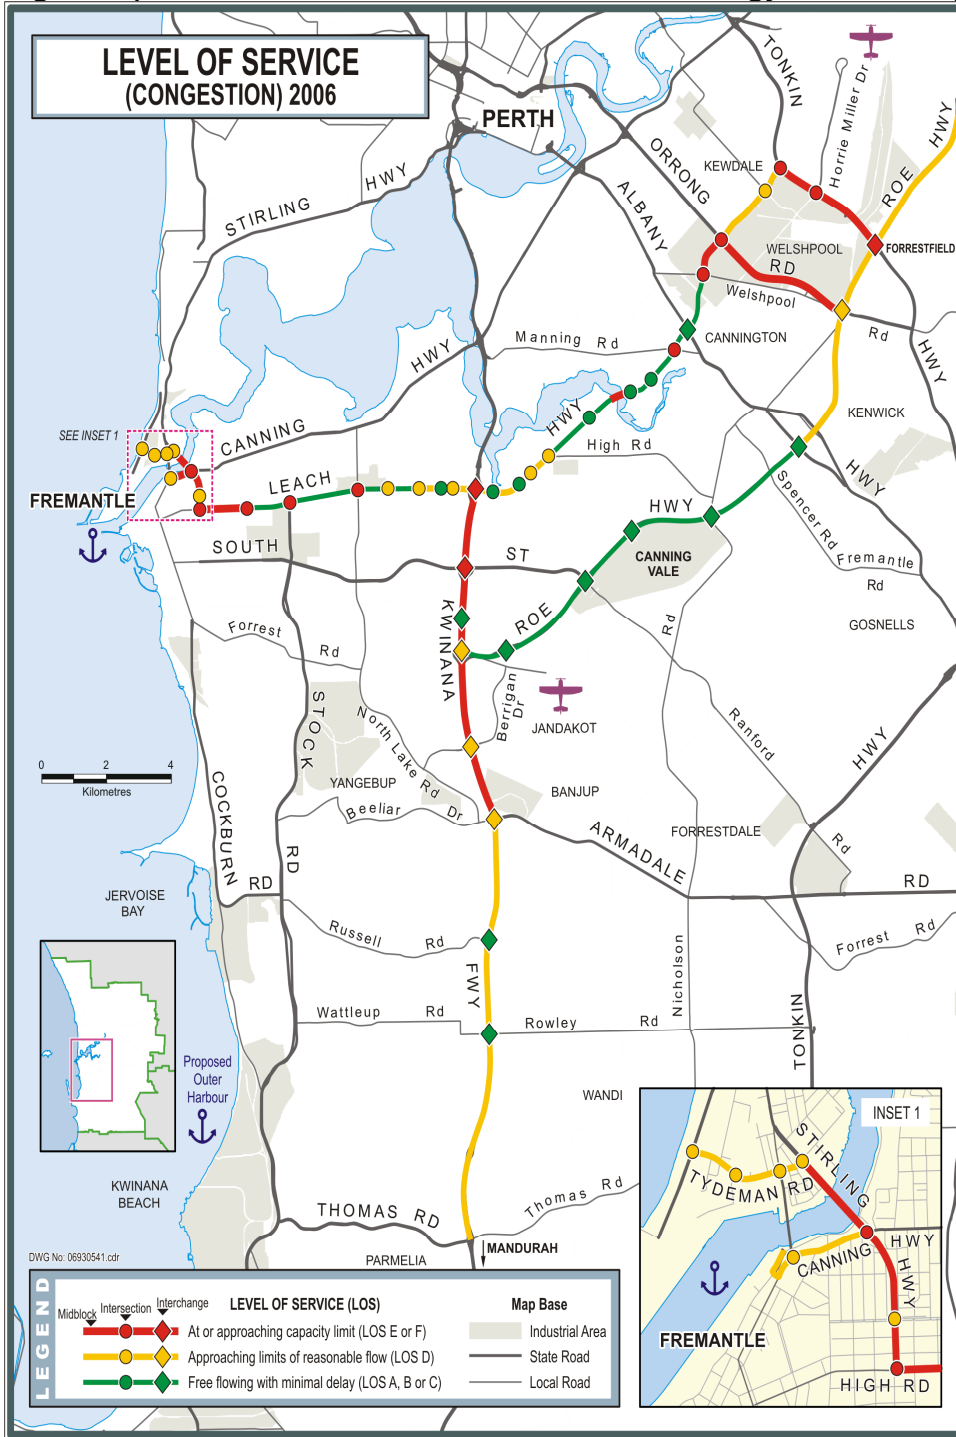 LEVEL OF SERVICE
(CONGESTION) 2006
PERTH
TONKIN
Horrie Miller Dr
HWY
ROE
ORRONG
KEWDALE
STIRLING
HWY
ALBANY
WELSHPOOL
FORRESTFIELD
RD
Welshpool
Rd
CANNINGTON
HWY
Manning Rd
HWY
KENWICK
SEE INSET 1
CANNING
HWY
High Rd
HWY
FREMANTLE
LEACH
Spencer Rd
HWY
SOUTH
ST
CANNING
VALE
Fremantle
Rd
KWINANA
ROE
Rd
GOSNELLS
Forrest
Rd
STOCK
Berrigan
Dr
JANDAKOT
Ranford
HWY
North Lake Rd
0 2 4
Kilometres
YANGEBUP
BANJUP
Beeliar Dr
COCKBURN
ARMADALE
FORRESTDALE
Rd
RD
RD
RD
JERVOISE
BAY
Russell Rd
Forrest Rd
FWY
Nicholson
TONKIN
Wattleup Rd
Rowley Rd
Proposed
Outer
Harbour
WANDI
INSET 1
STIRLING
TYDEMAN RD
KWINANA
BEACH
THOMAS RD
Thomas Rd
HWY
CANNING
HWY
MANDURAH
DWG No: 06930541.cdr
PARMELIA
FREMANTLE
HIGH RD
LEGEND
Midblock
Intersection
Interchange
LEVEL OF SERVICE (LOS)
Map Base
At or approaching capacity limit (LOS E or F)
Industrial Area
Approaching limits of reasonable flow (LOS D)
State Road
Free flowing with minimal delay (LOS A, B or C)
Local Road